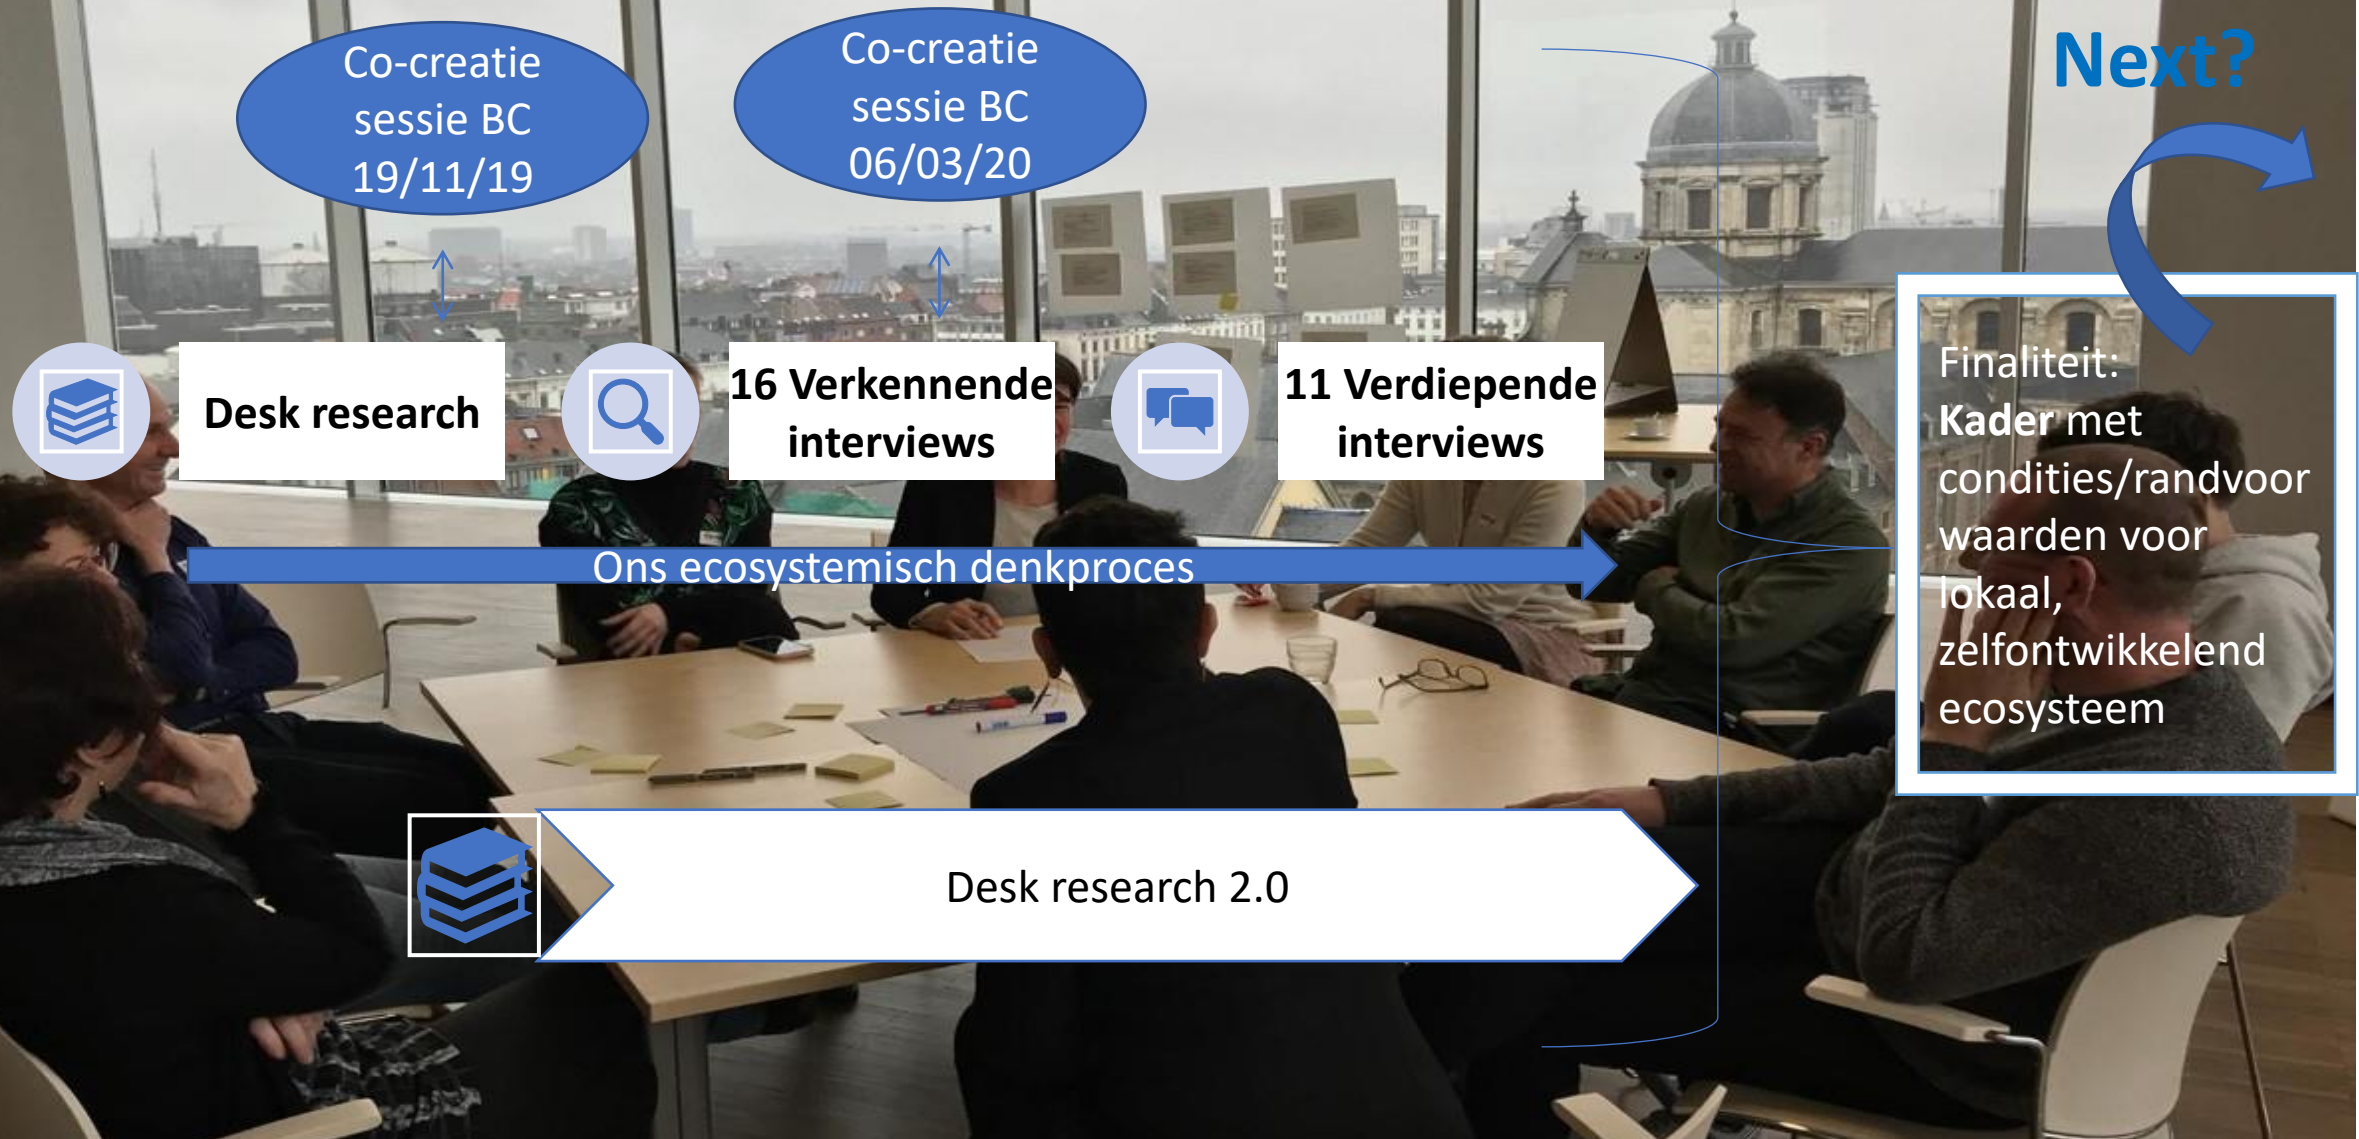 Co-creatie
sessie BC
19/11/19
Co-creatie
sessie BC
06/03/20
Next?
Desk research
16 Verkennende
interviews
11 Verdiepende
interviews
Ons ecosystemisch denkproces
Finaliteit:
Kader met
condities/randvoor
waarden voor
lokaal,
zelfontwikkelend
ecosysteem
Desk research 2.0